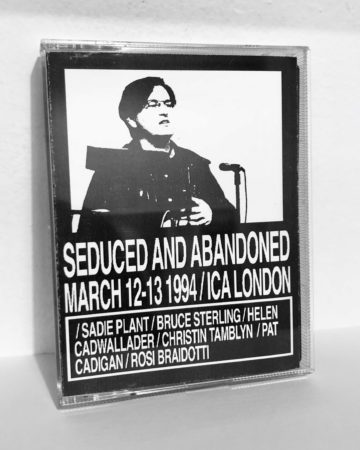 SEDUCED AND ABANDONED
MARCH 12-13 1994 / ICA LONDON
/ SADIE PLANT / BRUCE STERLING / HELEN
CADWALLADER / CHRISTIN TAMBLYN / PAT
CADIGAN / ROSI BRAIDOTTI